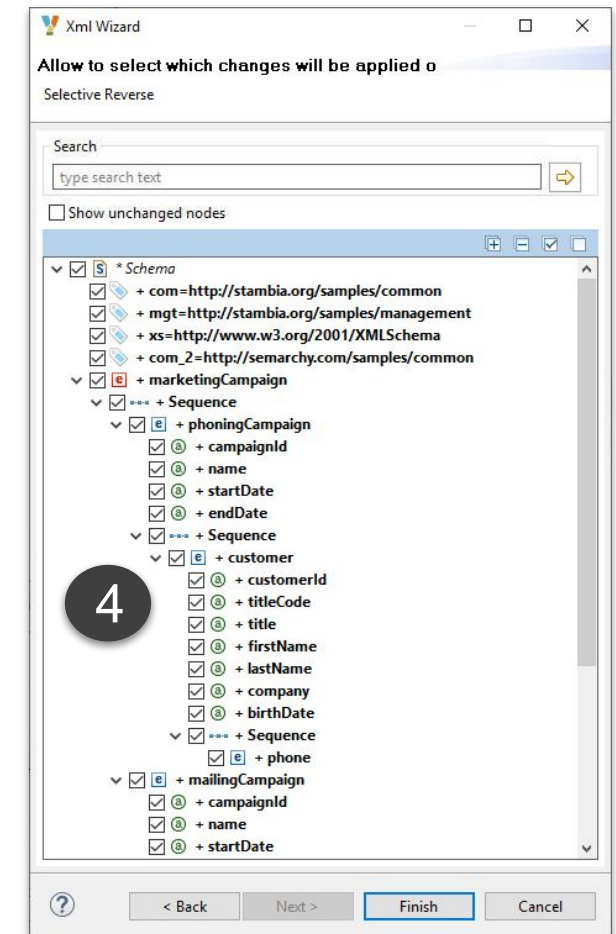 Xml Wizard
Allow to select which changes will be applied o
Selective Reverse
Search
type search text
Show unchanged nodes
* Schema
+ com=http://stambia.org/samples/common
+ mgt=http://stambia.org/samples/management
+ xs=http://www.w3.org/2001/XMLSchema
+ com_2=http://semarchy.com/samples/common
+ marketingCampaign
+ Sequence
+ phoningCampaign
+ campaignId
+ name
+ startDate
+ endDate
+ Sequence
+ customer
+ customerId
+ titleCode
+ title
+ firstName
+ lastName
+ company
+ birthDate
+ Sequence
+ phone
+ mailingCampaign
+ campaignId
+ name
+ startDate
4
< Back Next > Finish Cancel